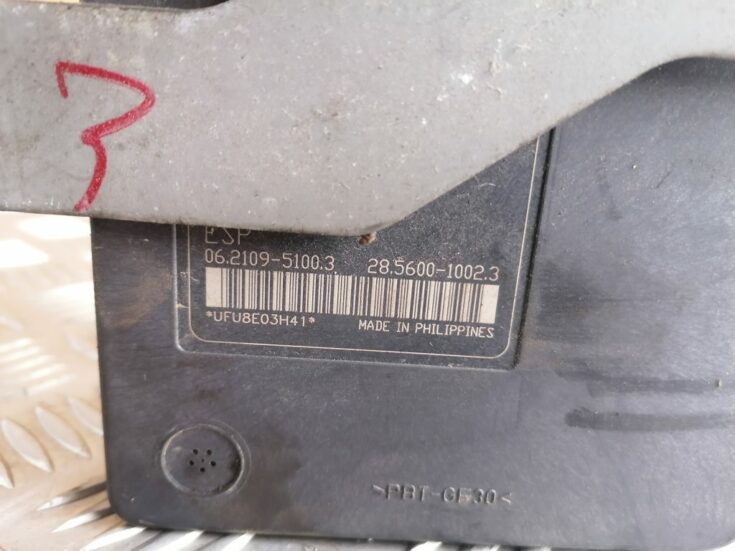 3
ESP
06.2109-5100.3 28.5600-1002.3
*UFU8E03H41* MADE IN PHILIPPINES
>PBT-GF30<